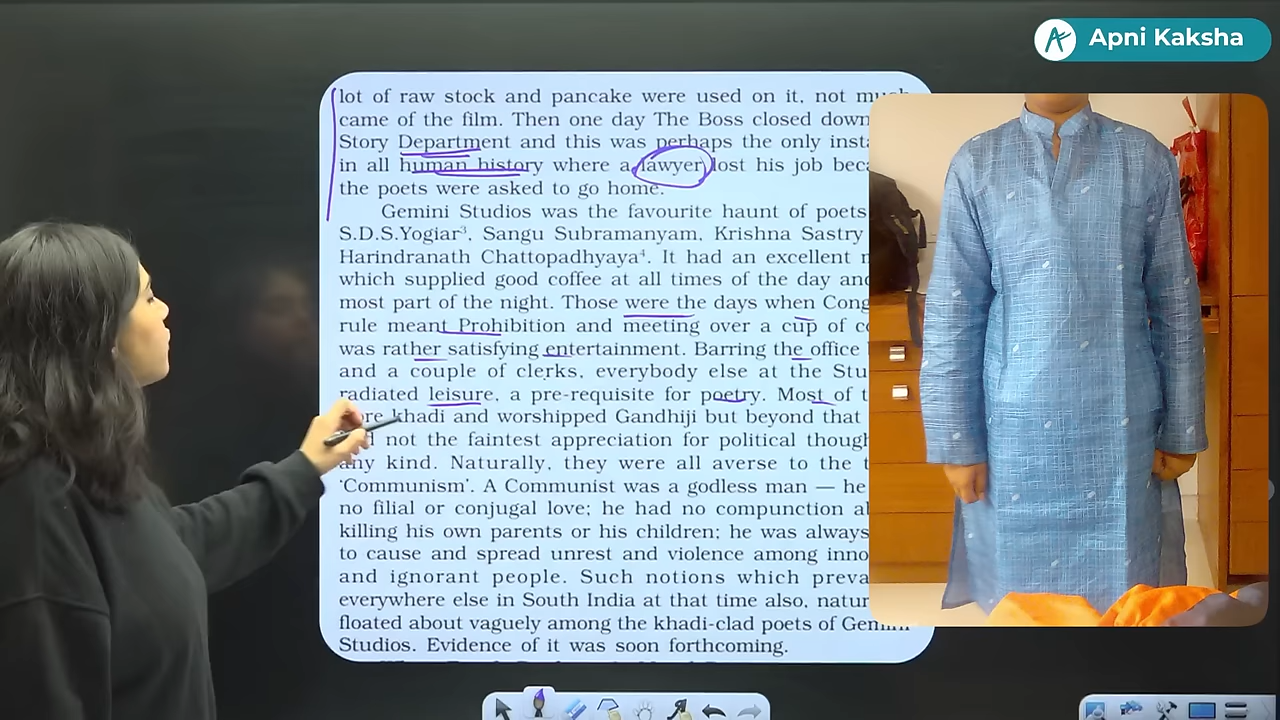 Apni Kaksha
lot of raw stock and pancake were used on it, not much
came of the film. Then one day The Boss closed down
Story Department and this was perhaps the only
in all human history where a lawyer lost his job
the poets were asked to go home.
Gemini Studios was the favourite haunt of poets
S.D.S.Yogiar³, Sangu Subramanyam, Krishna Sastry
Harindranath Chattopadhyaya⁴. It had an excellent
which supplied good coffee at all times of the day and
most part of the night. Those were the days when
rule meant Prohibition and meeting over a cup of
was rather satisfying entertainment. Barring the office
and a couple of clerks, everybody else at the
radiated leisure, a pre-requisite for poetry. Most of
khadi and worshipped Gandhiji but beyond that
not the faintest appreciation for political
any kind. Naturally, they were all averse to the
‘Communism’. A Communist was a godless man — he
no filial or conjugal love; he had no compunction
killing his own parents or his children; he was always
to cause and spread unrest and violence among
and ignorant people. Such notions which
everywhere else in South India at that time also,
floated about vaguely among the khadi-clad poets of Gemini
Studios. Evidence of it was soon forthcoming.